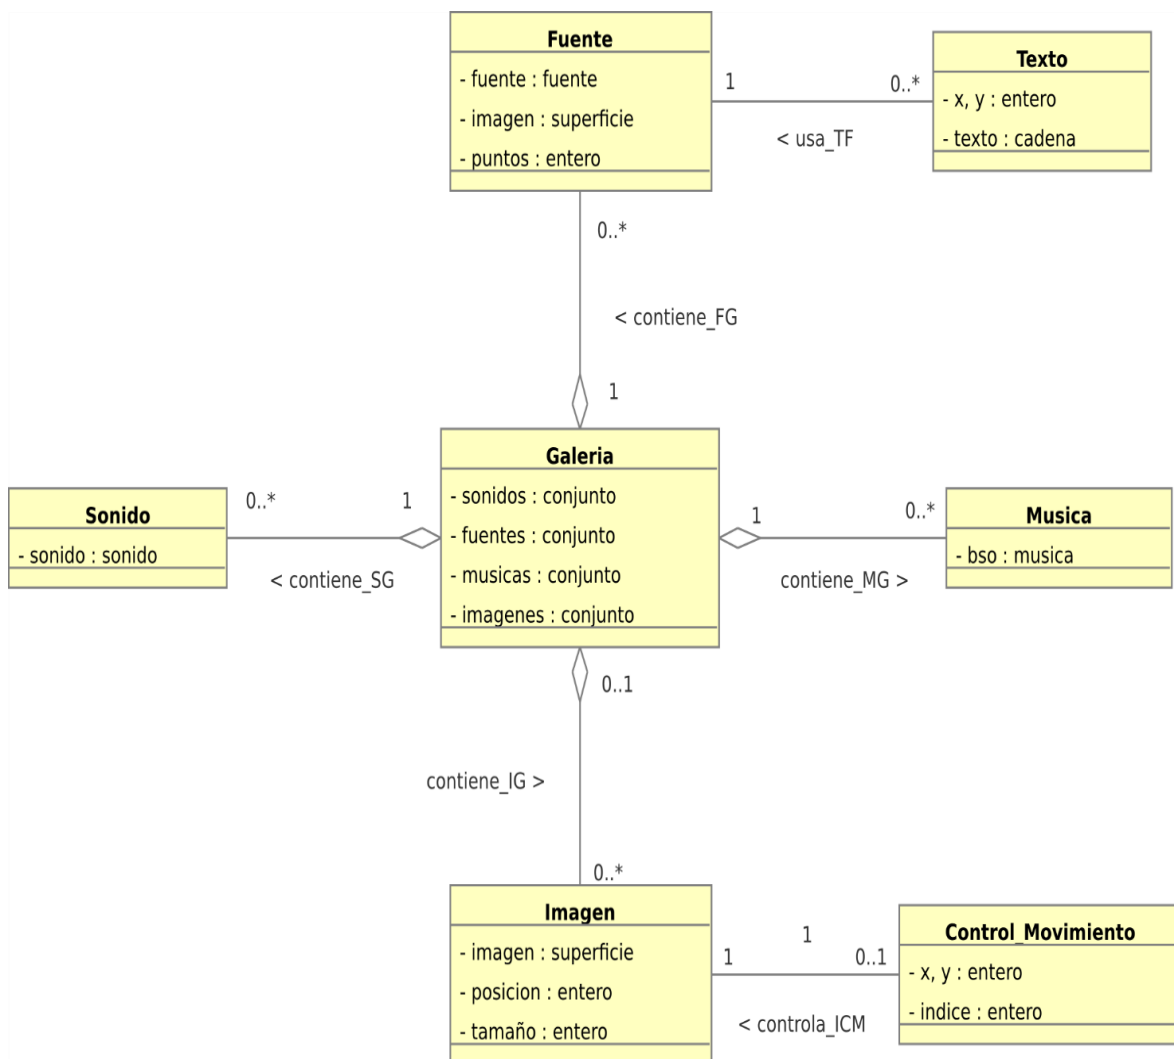 Fuente
- fuente : fuente
- imagen : superficie
- puntos : entero
1
0..*
< usa_TF
Texto
- x, y : entero
- texto : cadena
0..*
< contiene_FG
1
Galeria
- sonidos : conjunto
- fuentes : conjunto
- musicas : conjunto
- imagenes : conjunto
Sonido
- sonido : sonido
0..*
1
< contiene_SG
1
0..*
contiene_MG >
Musica
- bso : musica
0..1
contiene_IG >
0..*
Imagen
- imagen : superficie
- posicion : entero
- tamaño : entero
1
1
0..1
< controla_ICM
Control_Movimiento
- x, y : entero
- indice : entero